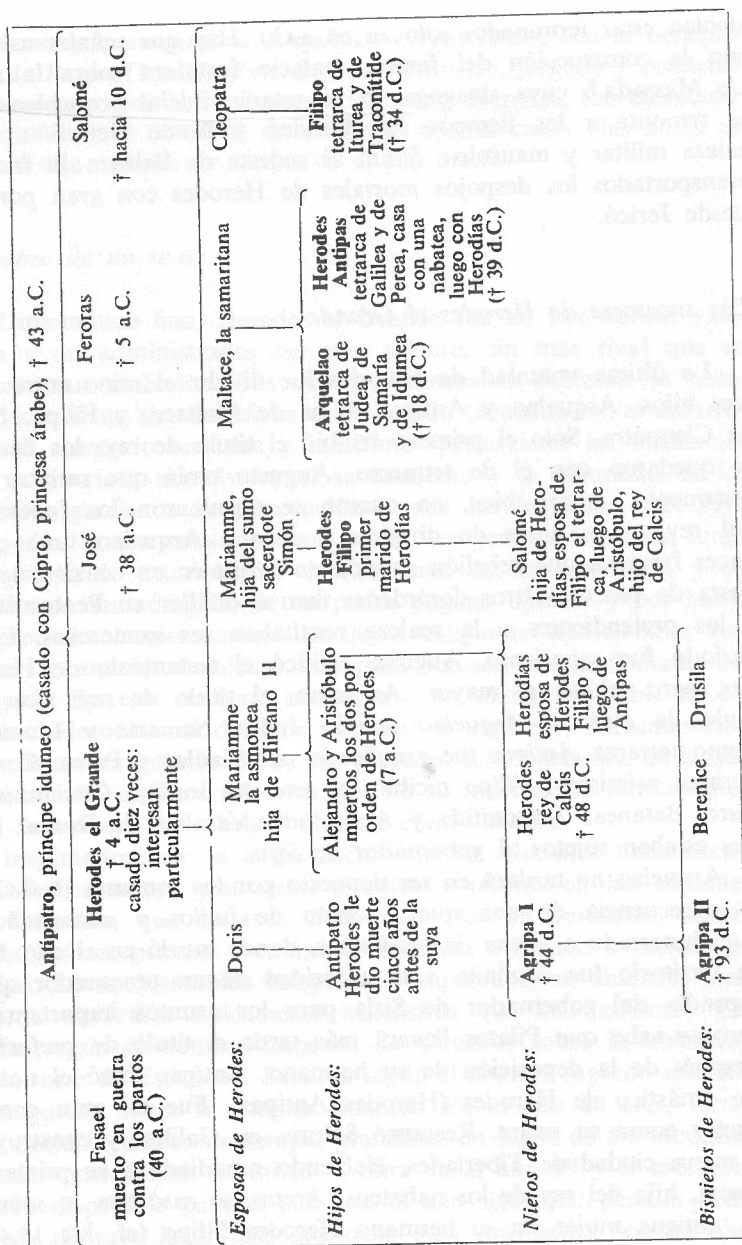 Antipatro, príncipe idumeo (casado con Cipo, princesa árabe), † 43 a.C.
Fasael
muerto en guerra
contra los partos
(40 a.C.)
Herodes el Grande
† 4 a.C.
casado diez veces:
interesan
particularmente
José
† 38 a.C.
Feroras
† 5 a.C.
Salomé
† hacia 10 d.C.
Esposas de Herodes:
Doris
Mariamme
la asmonea
hija de Hircano II
Mariamme,
hija del sumo
sacerdote
Simón
Maltace, samaritana
Cleopatra
Hijos de Herodes:
Antipatro
Herodes le
dio muerte
cinco años
antes de la
suya
Alejandro y Aristóbulo
muertos los dos por
orden de Herodes
(7 a.C.)
Herodes
Filipo
primer
marido de
Herodías
Arquelao
tetrarca de
Judea, de
Samaría
y de Idumea
(† 18 d.C.)
Herodes
Antipas
tetrarca de
Galilea y de
Perea, casa
con una
nabatea,
luego con
Herodías
(† 39 d.C.)
Filipo
tetrarca de
Iturea y de
Traconítide
(† 34 d.C.)
Nietos de Herodes:
Agripa I
† 44 d.C.
Herodes
rey de
Calcis
† 48 d.C.
Herodías
esposa de
Herodes
Filipo y
luego de
Antipas
Salomé
hija de Hero-
días, esposa de
Filipo el tetrar-
ca, luego de
Aristóbulo,
hijo del rey
de Calcis
Bisnietos de Herodes:
Agripa II
† 93 d.C.
Berenic
Drusila